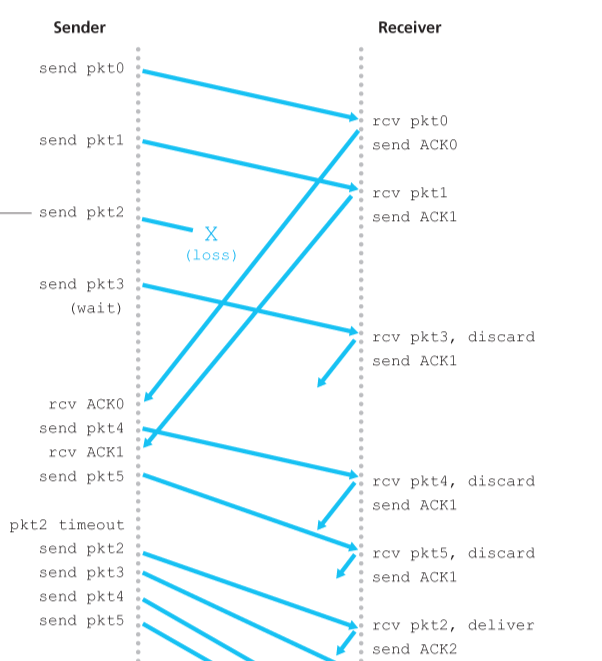 Sender
Receiver
send pkt0
rcv pkt0
send pkt1
send ACK0
rcv pkt1
send pkt2
send ACK1
X
(loss)
send pkt3
(wait)
rcv pkt3, discard
send ACK1
rcv ACK0
send pkt4
rcv ACK1
send pkt5
rcv pkt4, discard
send ACK1
pkt2 timeout
send pkt2
rcv pkt5, discard
send pkt3
send ACK1
send pkt4
send pkt5
rcv pkt2, deliver
send ACK2